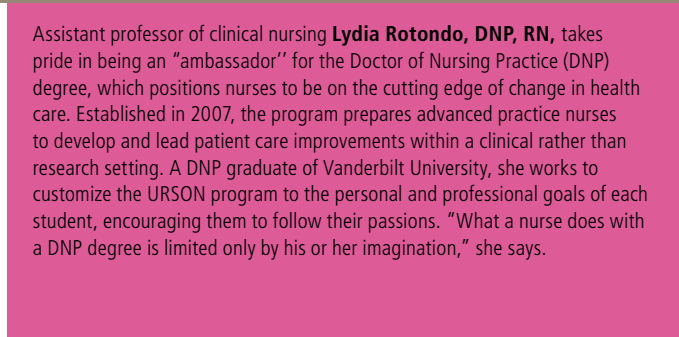 Assistant professor of clinical nursing Lydia Rotondo, DNP, RN, takes
pride in being an “ambassador’’ for the Doctor of Nursing Practice (DNP)
degree, which positions nurses to be on the cutting edge of change in health
care. Established in 2007, the program prepares advanced practice nurses
to develop and lead patient care improvements within a clinical rather than
research setting. A DNP graduate of Vanderbilt University, she works to
customize the URSON program to the personal and professional goals of each
student, encouraging them to follow their passions. “What a nurse does with
a DNP degree is limited only by his or her imagination,” she says.